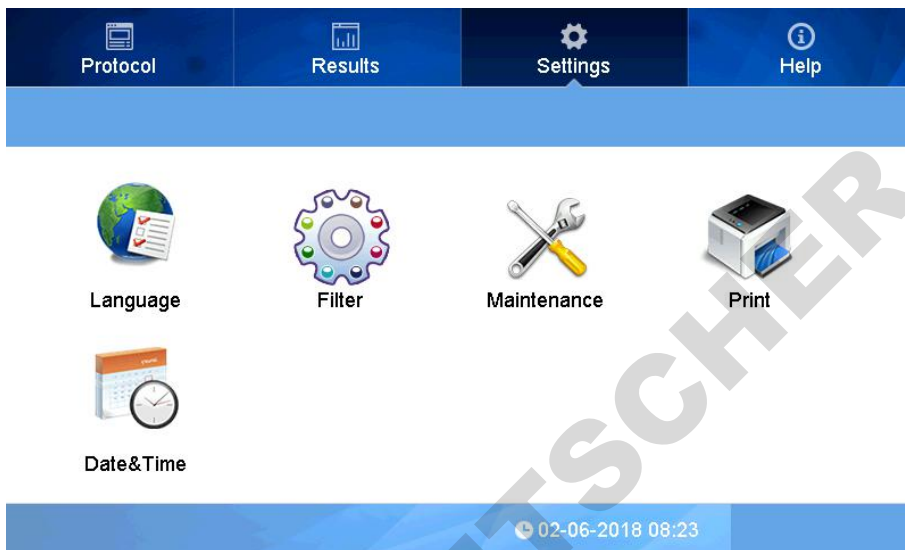 Protocol
Results
Settings
Help
Language
Filter
Maintenance
Print
Date&Time
02-06-2018 08:23